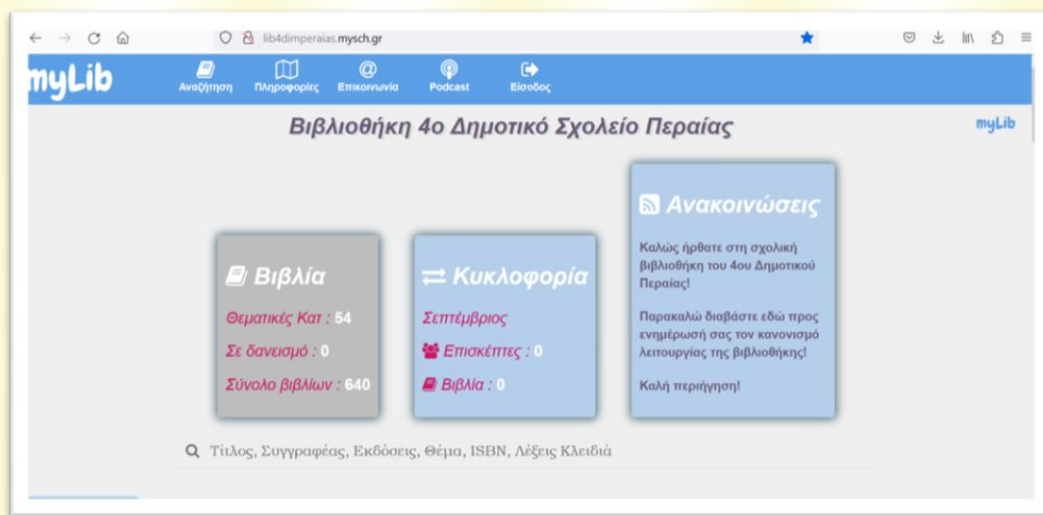 lib4dimperaias.mysch.gr
myLib
Αναζήτηση
Πληροφορίες
Επικοινωνία
Podcast
Είσοδος
Βιβλιοθήκη 4ο Δημοτικό Σχολείο Περαίας
myLib
Βιβλία
Θεματικές Κατ : 54
Σε δανεισμό : 0
Σύνολο βιβλίων : 640
Κυκλοφορία
Σεπτέμβριος
Επισκέπτες : 0
Βιβλία : 0
Ανακοινώσεις
Καλώς ήρθατε στη σχολική
βιβλιοθήκη του 4ου Δημοτικού
Περαίας!
Παρακαλώ διαβάστε εδώ προς
ενημέρωσή σας τον κανονισμό
λειτουργίας της βιβλιοθήκης!
Καλή περιήγηση!
Τίτλος, Συγγραφέας, Εκδόσεις, Θέμα, ISBN, Λέξεις Κλειδιά